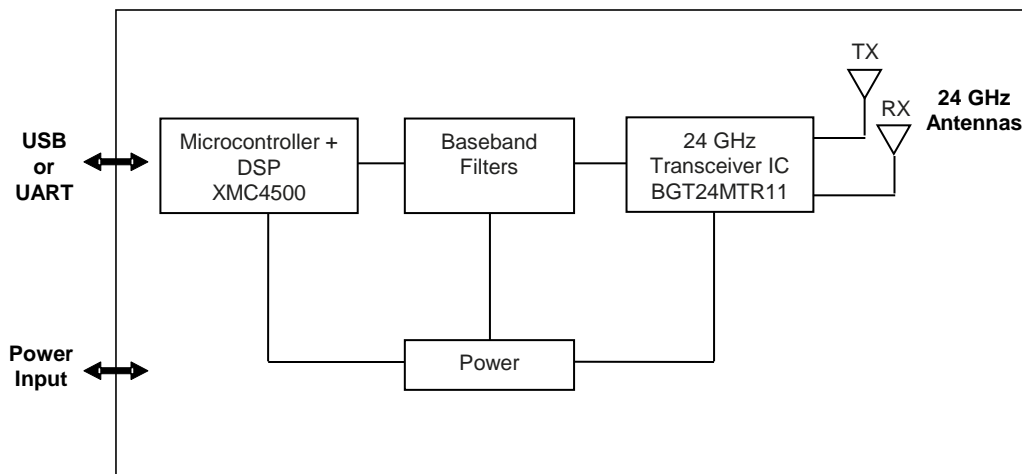 TX
RX
24 GHz
Antennas
USB
or
UART
Microcontroller +
DSP
XMC4500
Baseband
Filters
24 GHz
Transceiver IC
BGT24MTR11
Power
Input
Power